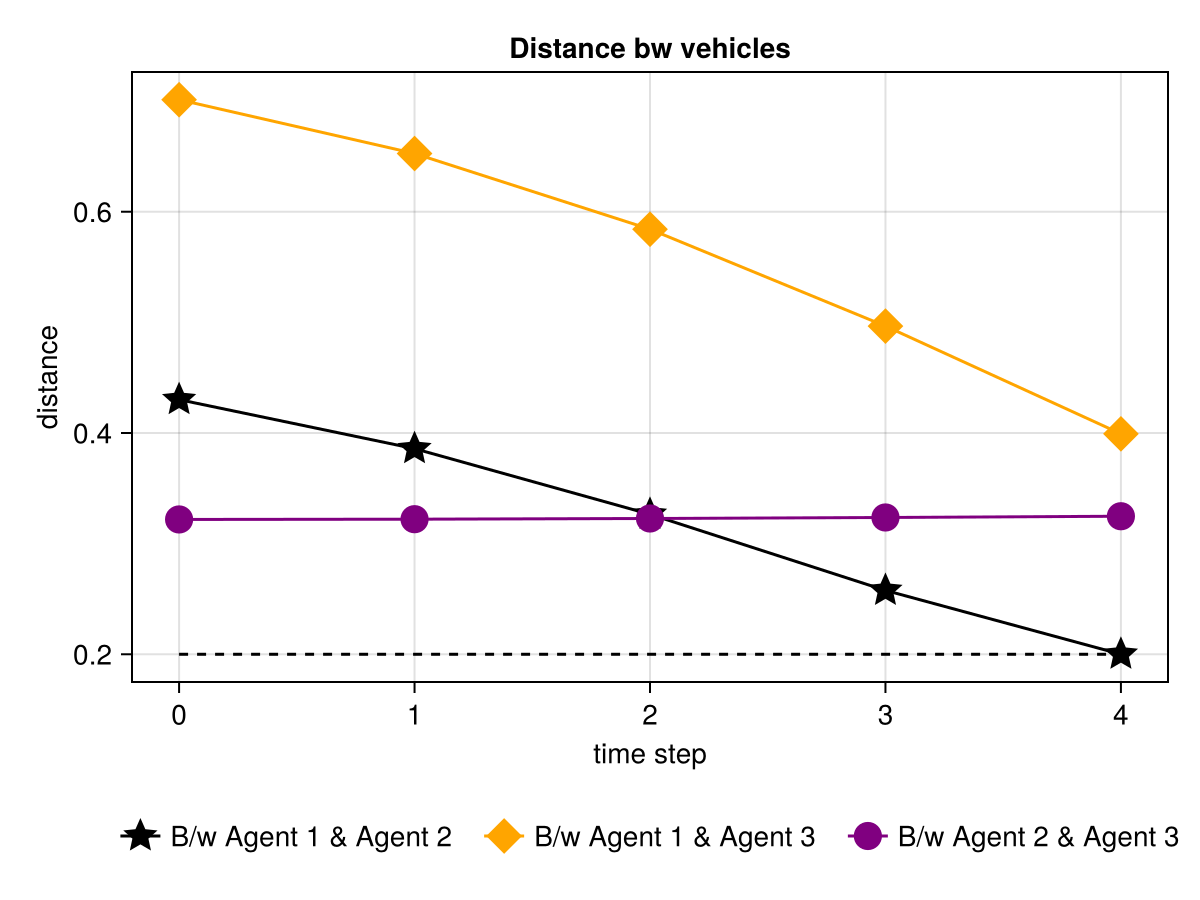 Distance bw vehicles
distance
0.6
0.4
0.2
0 1 2 3 4
time step
B/w Agent 1 & Agent 2 B/w Agent 1 & Agent 3 B/w Agent 2 & Agent 3